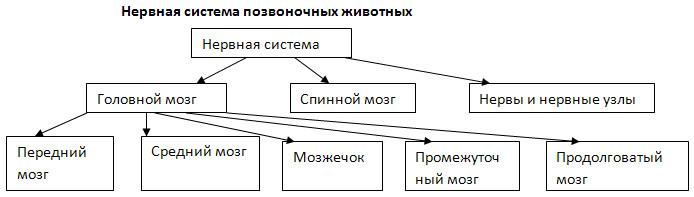 Нервная система позвоночных животных
Нервная система
Головной мозг
Спинной мозг
Нервы и нервные узлы
Передний
мозг
Средний мозг
Мозжечок
Промежуточ
ный мозг
Продолговатый
мозг